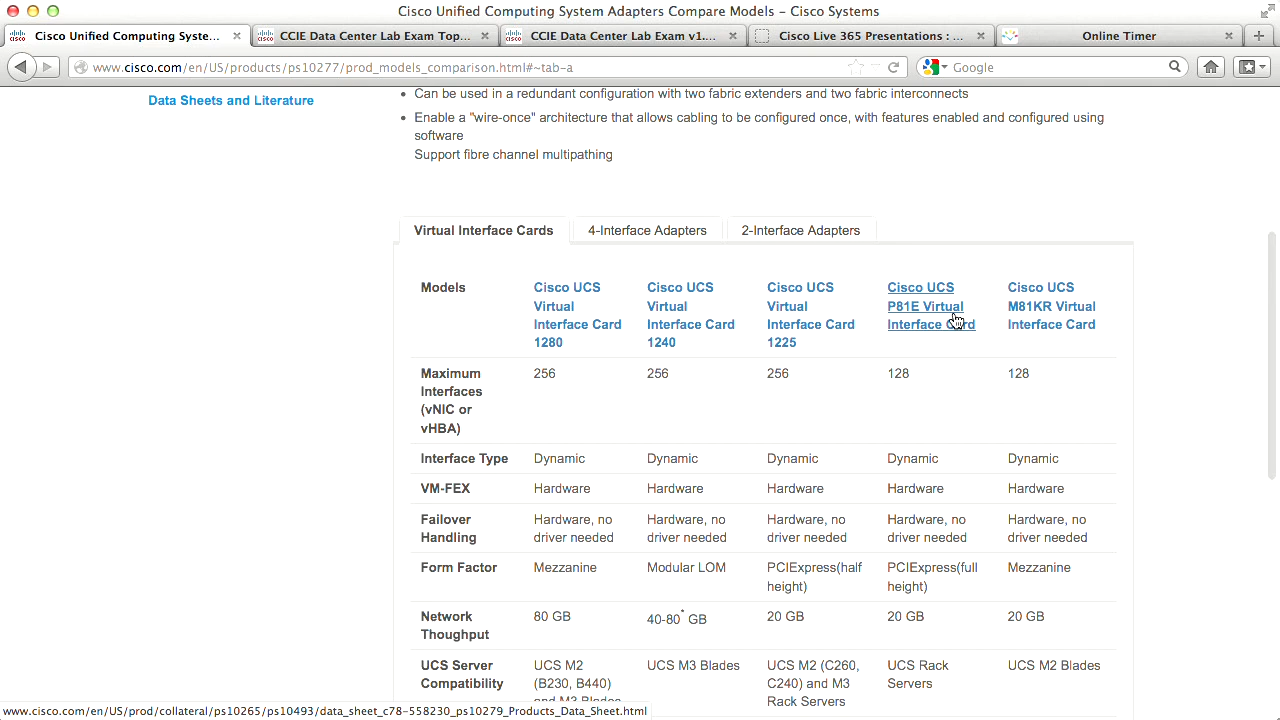 Cisco Unified Computing System Adapters Compare Models – Cisco Systems
Cisco Unified Computing Syste...
CCIE Data Center Lab Exam Top...
CCIE Data Center Lab Exam v1....
Cisco Live 365 Presentations : ...
Online Timer
www.cisco.com/en/US/products/ps10277/prod_models_comparison.html#~tab-a
Google
Data Sheets and Literature
• Can be used in a redundant configuration with two fabric extenders and two fabric interconnects
• Enable a "wire-once" architecture that allows cabling to be configured once, with features enabled and configured using
software
Support fibre channel multipathing
Virtual Interface Cards
4-Interface Adapters
2-Interface Adapters
Models
Cisco UCS
Virtual
Interface Card
1280
Cisco UCS
Virtual
Interface Card
1240
Cisco UCS
Virtual
Interface Card
1225
Cisco UCS
P81E Virtual
Interface Card
Cisco UCS
M81KR Virtual
Interface Card
Maximum
Interfaces
(vNIC or
vHBA)
256
256
256
128
128
Interface Type
Dynamic
Dynamic
Dynamic
Dynamic
Dynamic
VM-FEX
Hardware
Hardware
Hardware
Hardware
Hardware
Failover
Handling
Hardware, no
driver needed
Hardware, no
driver needed
Hardware, no
driver needed
Hardware, no
driver needed
Hardware, no
driver needed
Form Factor
Mezzanine
Modular LOM
PCIExpress(half
height)
PCIExpress(full
height)
Mezzanine
Network
Thoughput
80 GB
40-80* GB
20 GB
20 GB
20 GB
UCS Server
Compatibility
UCS M2
(B230, B440)
and M3 Blades
UCS M3 Blades
UCS M2 (C260,
C240) and M3
Rack Servers
UCS Rack
Servers
UCS M2 Blades
www.cisco.com/en/US/prod/collateral/ps10265/ps10493/data_sheet_c78-558230_ps10279_Products_Data_Sheet.html